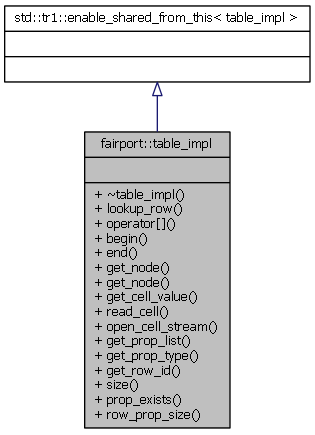 std::tr1::enable_shared_from_this< table_impl >
fairport::table_impl
+ ~table_impl()
+ lookup_row()
+ operator[]()
+ begin()
+ end()
+ get_node()
+ get_node()
+ get_cell_value()
+ read_cell()
+ open_cell_stream()
+ get_prop_list()
+ get_prop_type()
+ get_row_id()
+ size()
+ prop_exists()
+ row_prop_size()